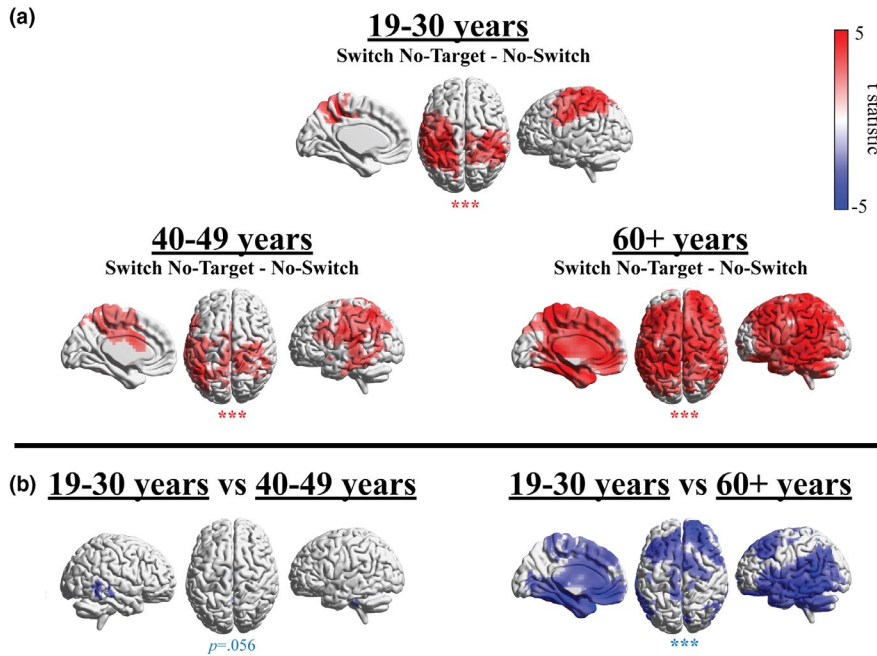 (a)
19-30 years
Switch No-Target - No-Switch
***
5
t statistic
-5
40-49 years
Switch No-Target - No-Switch
***
60+ years
Switch No-Target - No-Switch
***
(b)
19-30 years vs 40-49 years
p=.056
19-30 years vs 60+ years
***